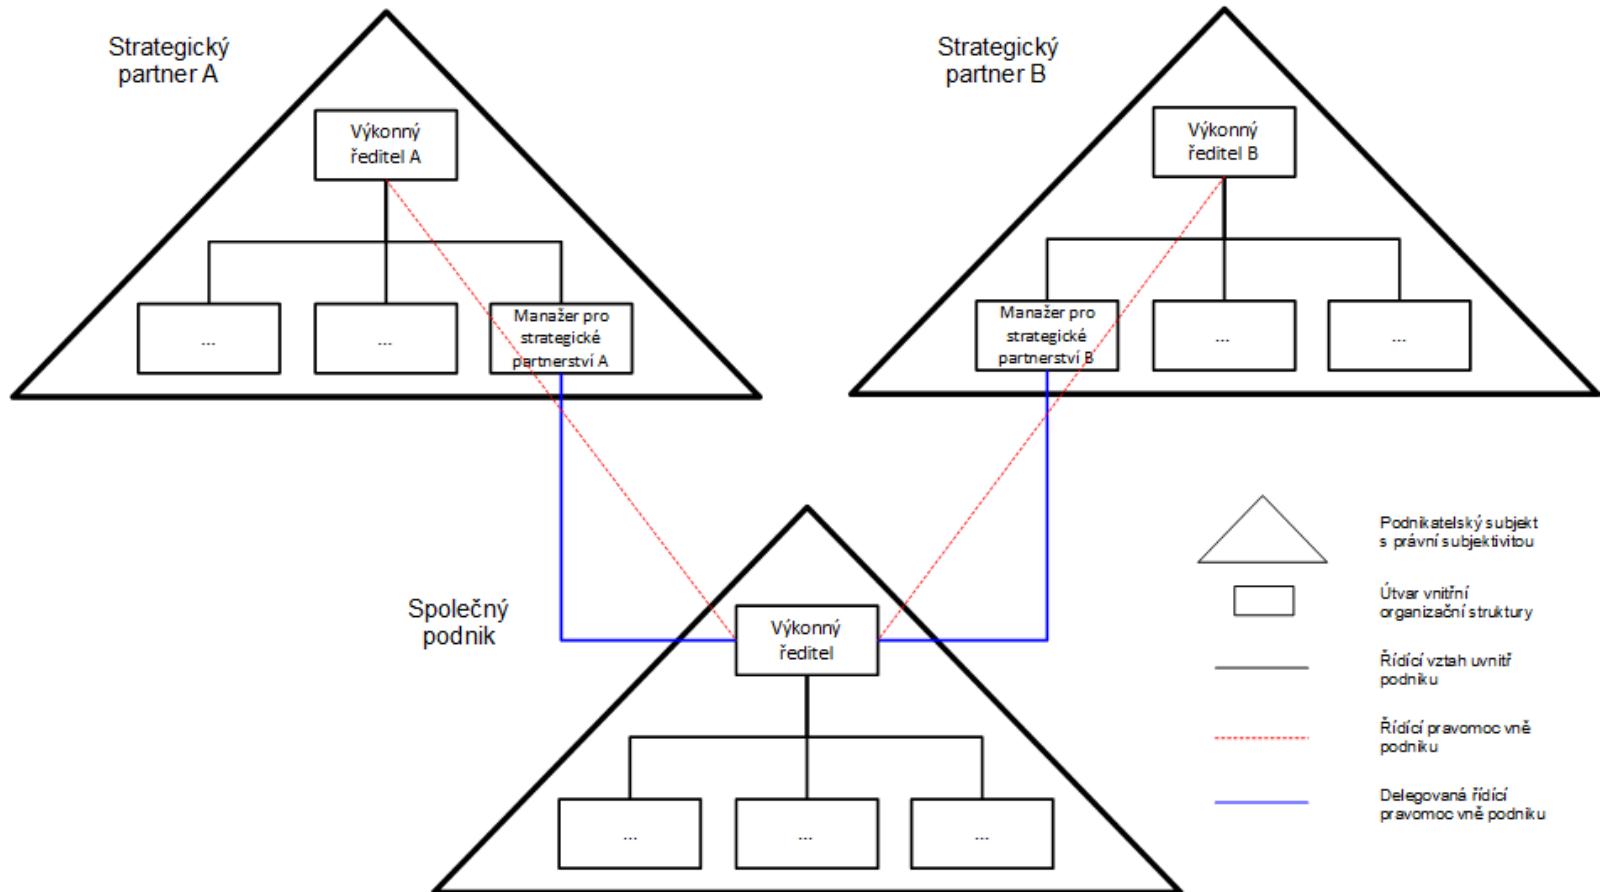 Strategický
partner A
Strategický
partner B
Výkonný
ředitel A
Výkonný
ředitel B
...
...
Manažer pro
strategické
partnerství A
Manažer pro
strategické
partnerství B
...
...
Společný
podnik
Výkonný
ředitel
...
...
...
Podnikatelský subjekt
s právní subjektivitou
Útvar vnitřní
organizační struktury
Řídící vztah uvnitř
podniku
Řídící pravomoc vně
podniku
Delegovaná řídící
pravomoc vně podniku